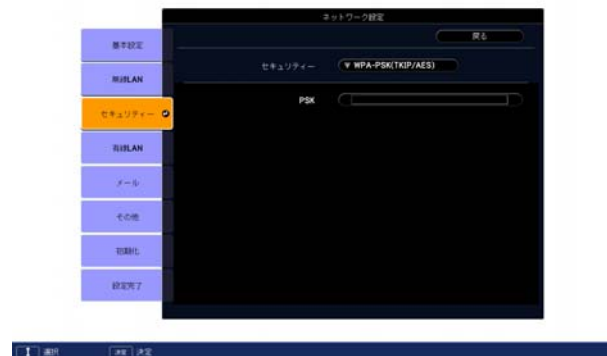 ネットワーク設定
戻る
基本設定
無線LAN
セキュリティー
有線LAN
メール
その他
初期化
設定完了
セキュリティー ▼ WPA-PSK(TKIP/AES)
PSK
選択 決定 決定